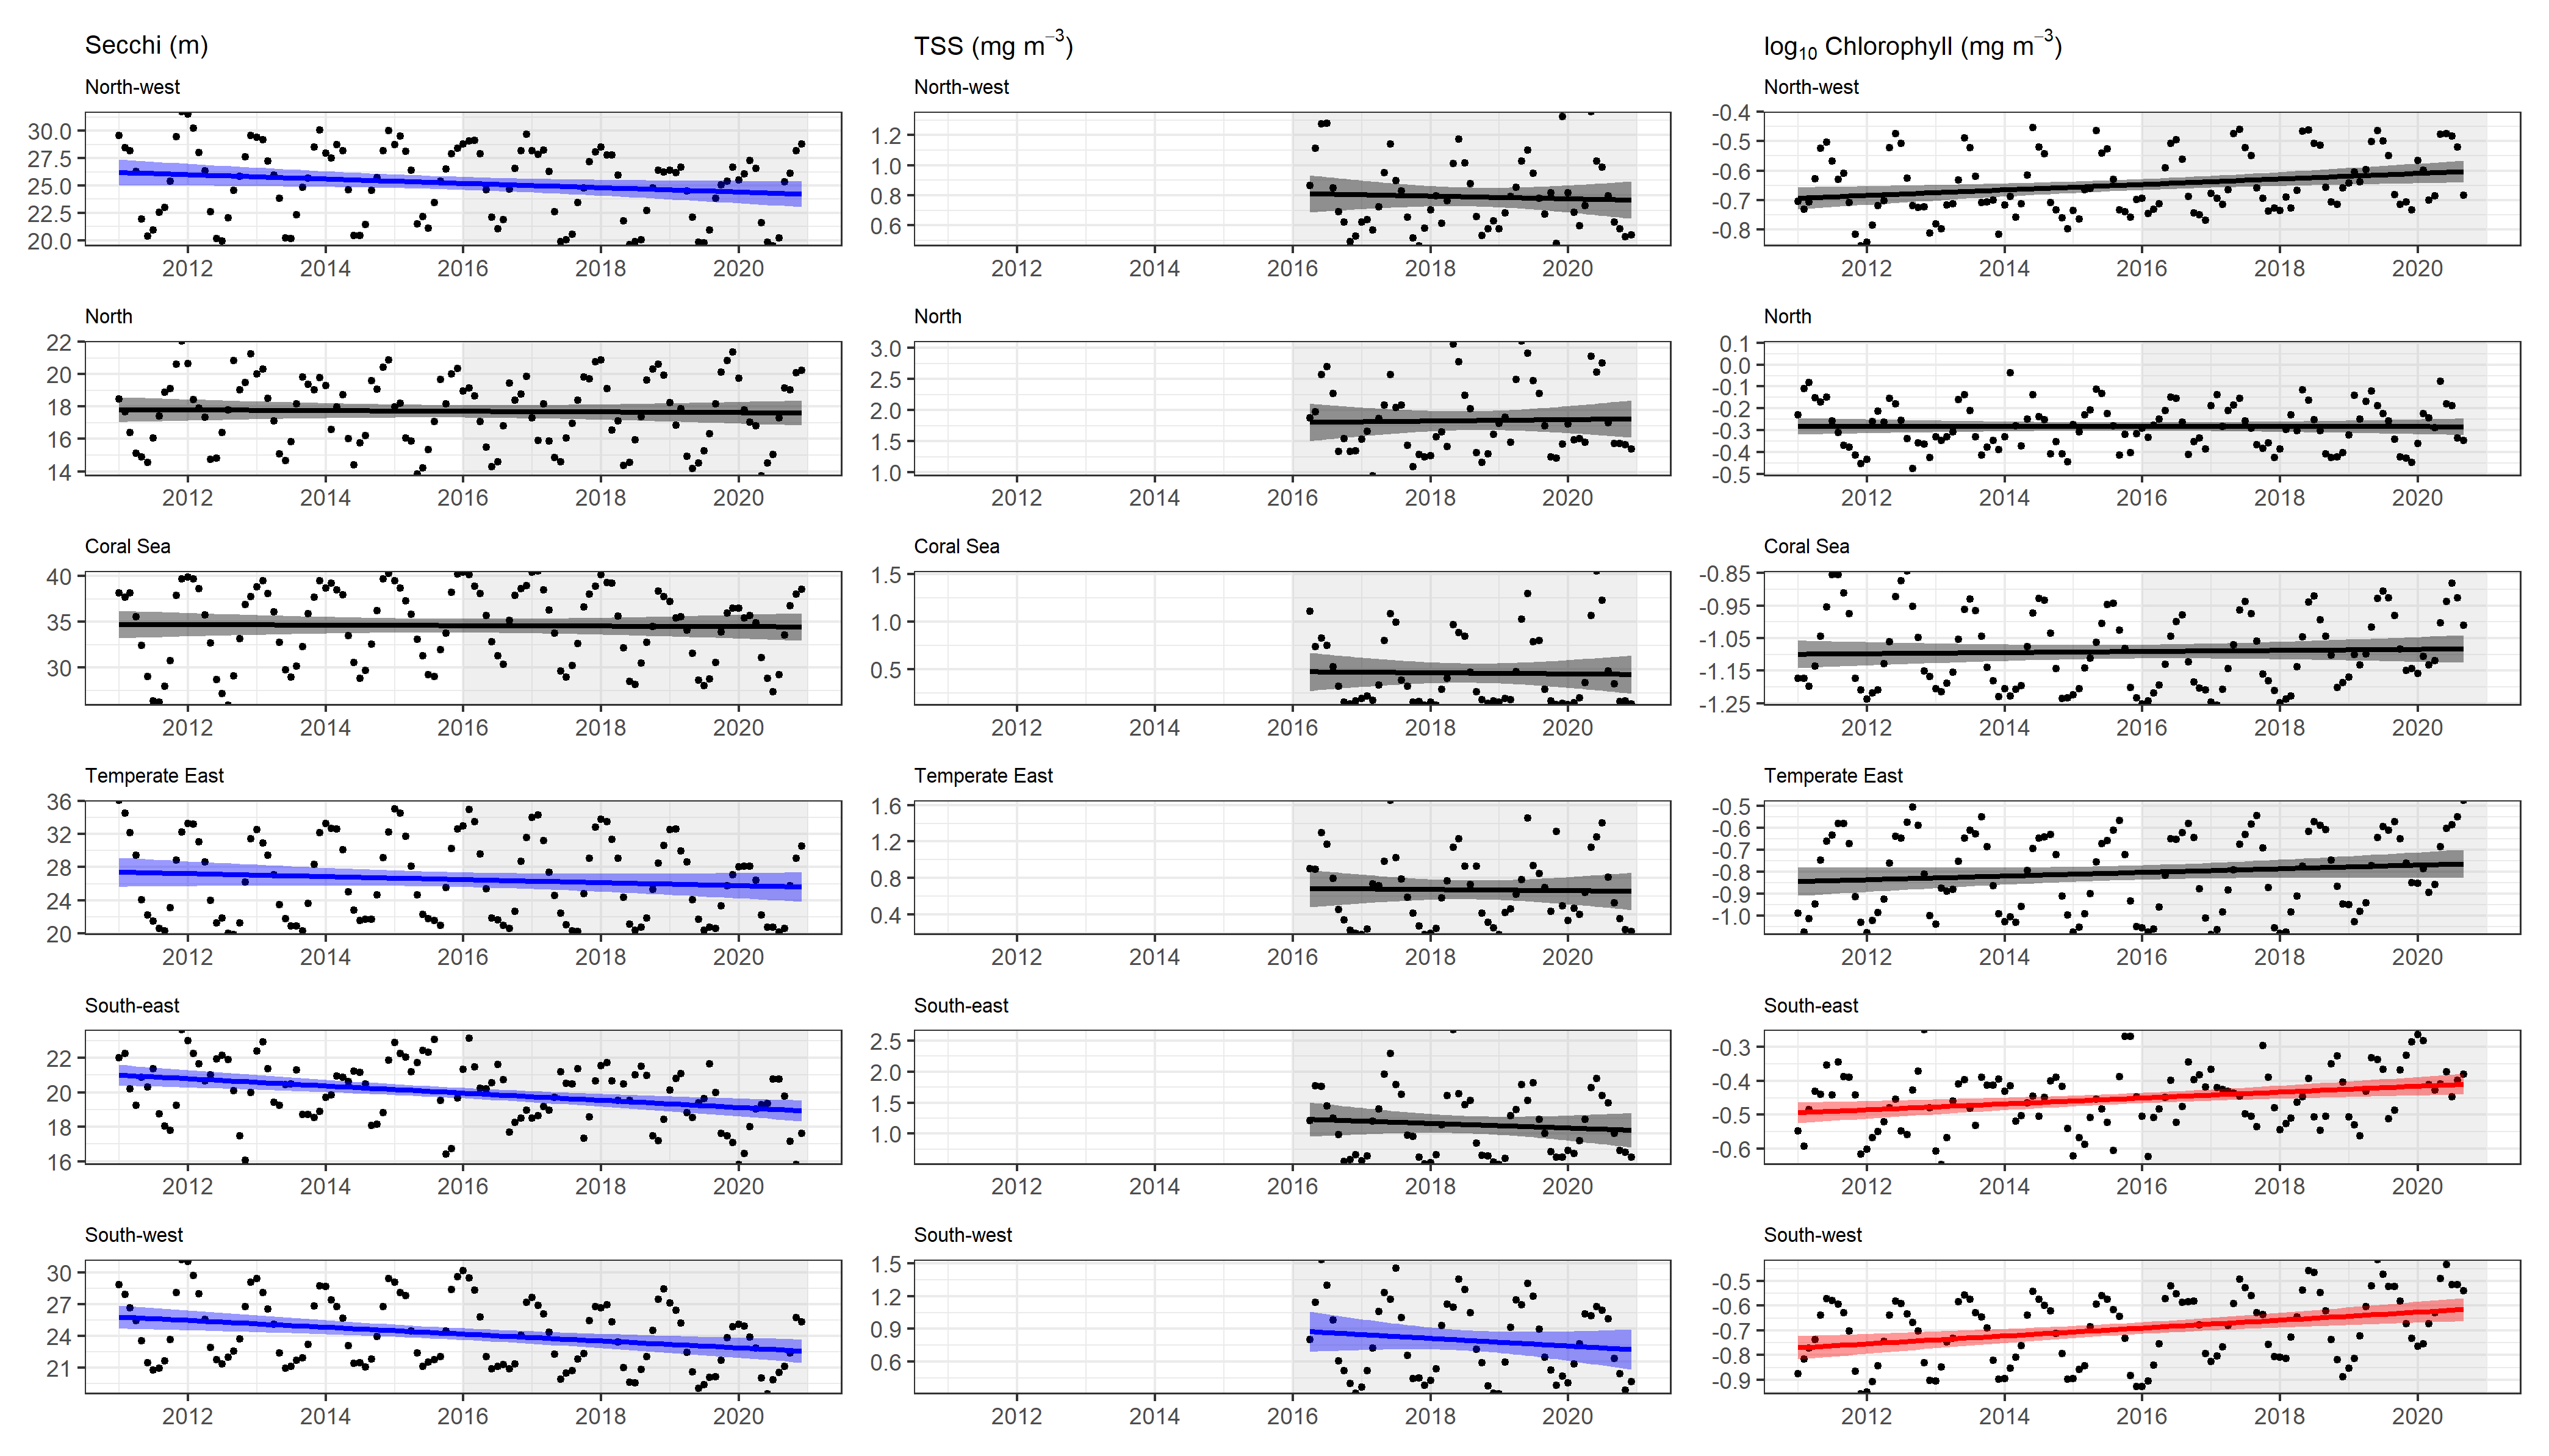 Secchi (m) TSS (mg m⁻³) log₁₀ Chlorophyll (mg m⁻³)
North-west North-west North-west
30.0 27.5 25.0 22.5 20.0 1.2 1.0 0.8 0.6 -0.4 -0.5 -0.6 -0.7 -0.8
2012 2014 2016 2018 2020 2012 2014 2016 2018 2020 2012 2014 2016 2018 2020
North North North
22 20 18 16 14 3.0 2.5 2.0 1.5 1.0 0.1 0.0 -0.1 -0.2 -0.3 -0.4 -0.5
2012 2014 2016 2018 2020 2012 2014 2016 2018 2020 2012 2014 2016 2018 2020
Coral Sea Coral Sea Coral Sea
40 35 30 1.5 1.0 0.5 -0.85 -0.95 -1.05 -1.15 -1.25
2012 2014 2016 2018 2020 2012 2014 2016 2018 2020 2012 2014 2016 2018 2020
Temperate East Temperate East Temperate East
36 32 28 24 20 1.6 1.2 0.8 0.4 -0.5 -0.6 -0.7 -0.8 -0.9 -1.0
2012 2014 2016 2018 2020 2012 2014 2016 2018 2020 2012 2014 2016 2018 2020
South-east South-east South-east
22 20 18 16 2.5 2.0 1.5 1.0 -0.3 -0.4 -0.5 -0.6
2012 2014 2016 2018 2020 2012 2014 2016 2018 2020 2012 2014 2016 2018 2020
South-west South-west South-west
30 27 24 21 1.5 1.2 0.9 0.6 -0.5 -0.6 -0.7 -0.8 -0.9
2012 2014 2016 2018 2020 2012 2014 2016 2018 2020 2012 2014 2016 2018 2020